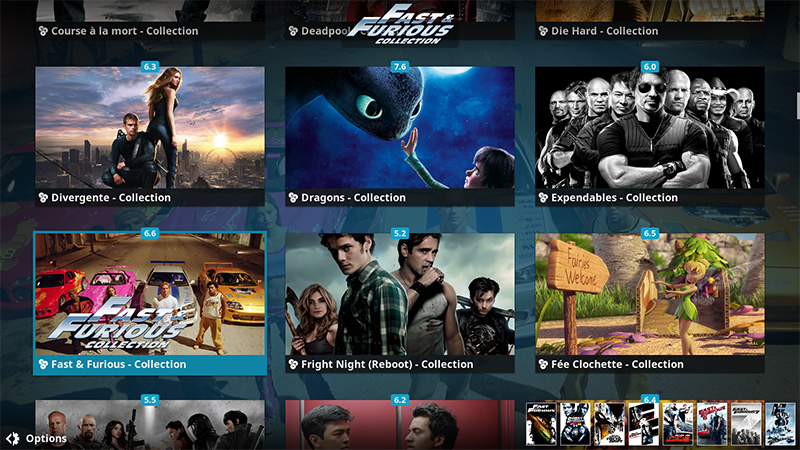 FAST &
FURIOUS
COLLECTION
Course à la mort - Collection
Deadpool
Die Hard - Collection
6.3
7.6
6.0
Divergente - Collection
Dragons - Collection
Expendables - Collection
6.6
5.2
6.5
Fairies
Welcome
FAST &
FURIOUS
COLLECTION
Fast & Furious - Collection
Fright Night (Reboot) - Collection
Fée Clochette - Collection
5.5
6.2
6.4
Options